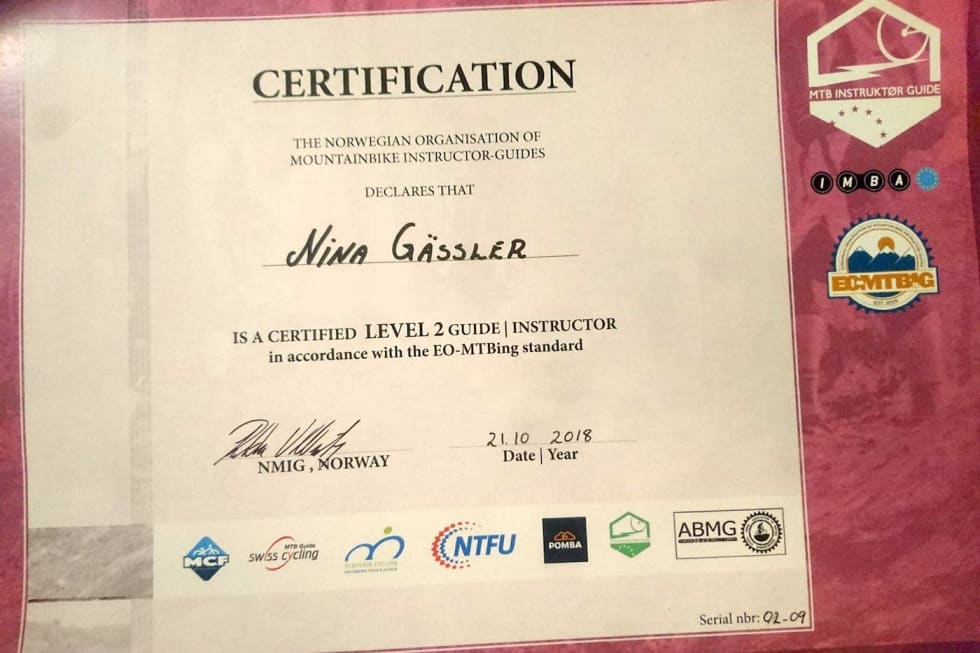 CERTIFICATION
THE NORWEGIAN ORGANISATION OF
MOUNTAINBIKE INSTRUCTOR-GUIDES
DECLARES THAT
NINA GÄSSLER
IS A CERTIFIED LEVEL 2 GUIDE | INSTRUCTOR
in accordance with the EO-MTBing standard
NMIG , NORWAY
21.10 2018
Date | Year
MCF
MTB Guide
swiss cycling
NTFU
POMBA
ABMG
Serial nbr: 02-09
MTB INSTRUKTØR GUIDE
IMBA
EO-MTBING